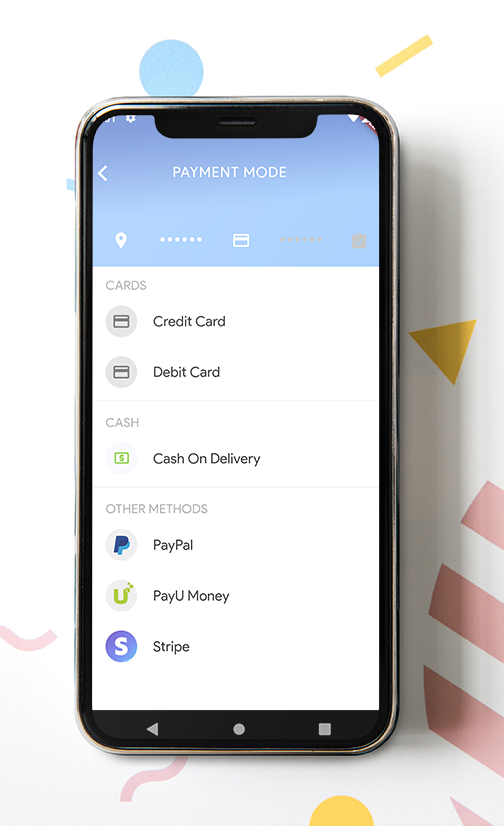 PAYMENT MODE
CARDS
Credit Card
Debit Card
CASH
Cash On Delivery
OTHER METHODS
PayPal
PayU Money
Stripe